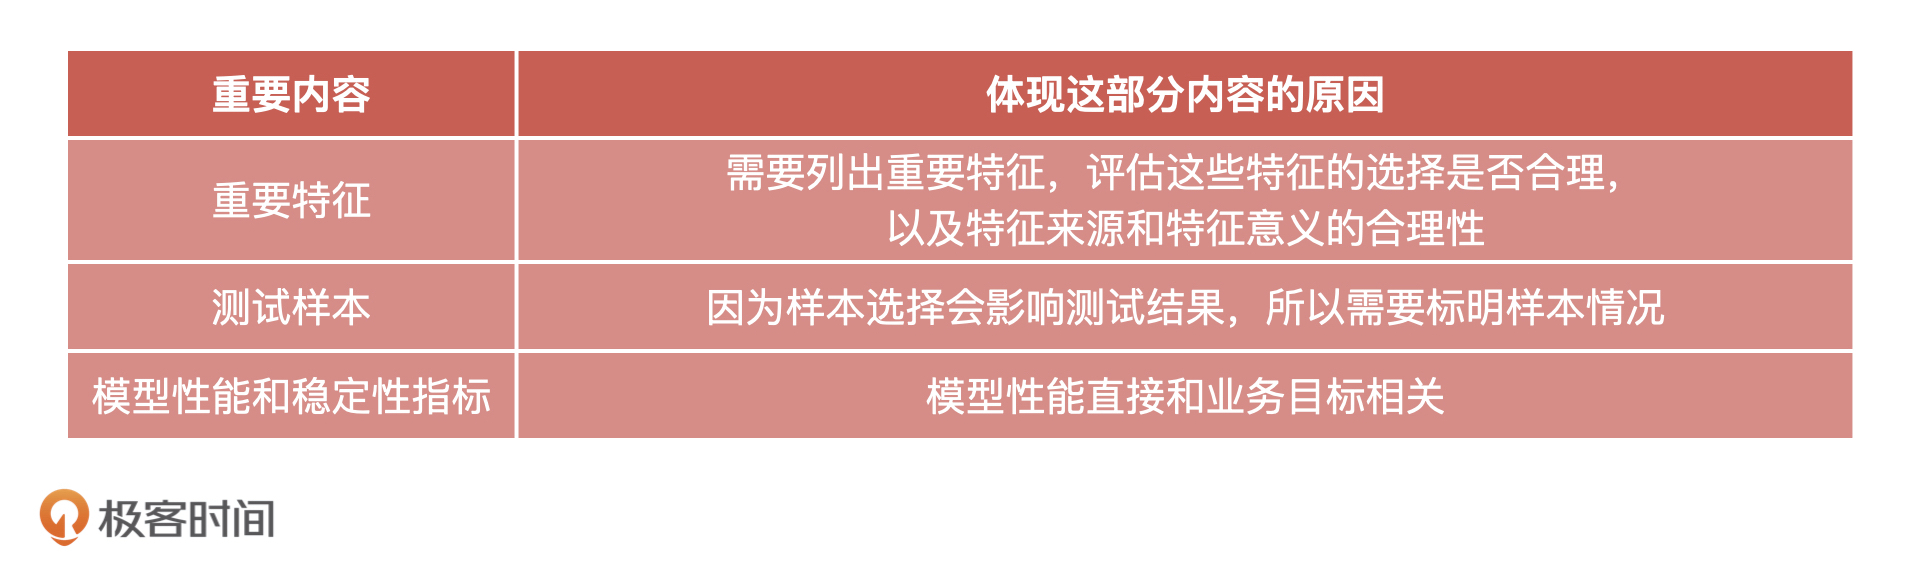 重要内容
体现这部分内容的原因
重要特征
需要列出重要特征，评估这些特征的选择是否合理，
以及特征来源和特征意义的合理性
测试样本
因为样本选择会影响测试结果，所以需要标明样本情况
模型性能和稳定性指标
模型性能直接和业务目标相关
极客时间